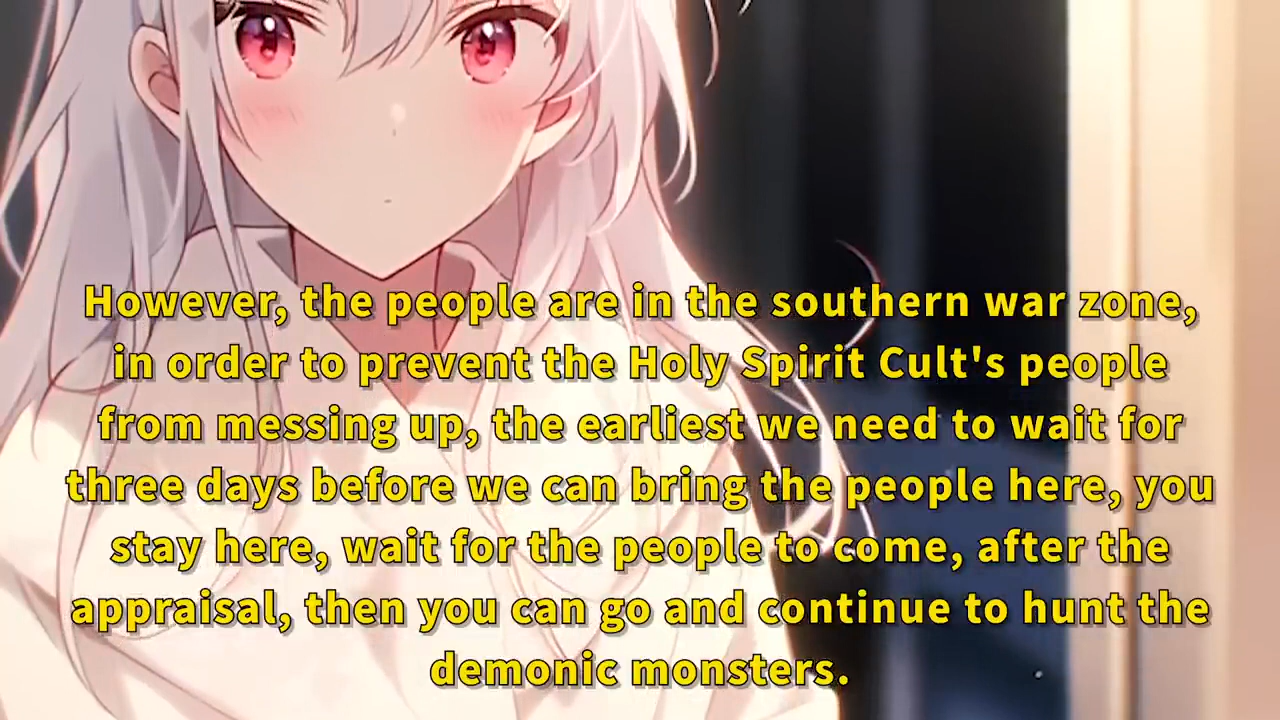 However, the people are in the southern war zone,
in order to prevent the Holy Spirit Cult's people
from messing up, the earliest we need to wait for
three days before we can bring the people here, you
stay here, wait for the people to come, after the
appraisal, then you can go and continue to hunt the
demonic monsters.